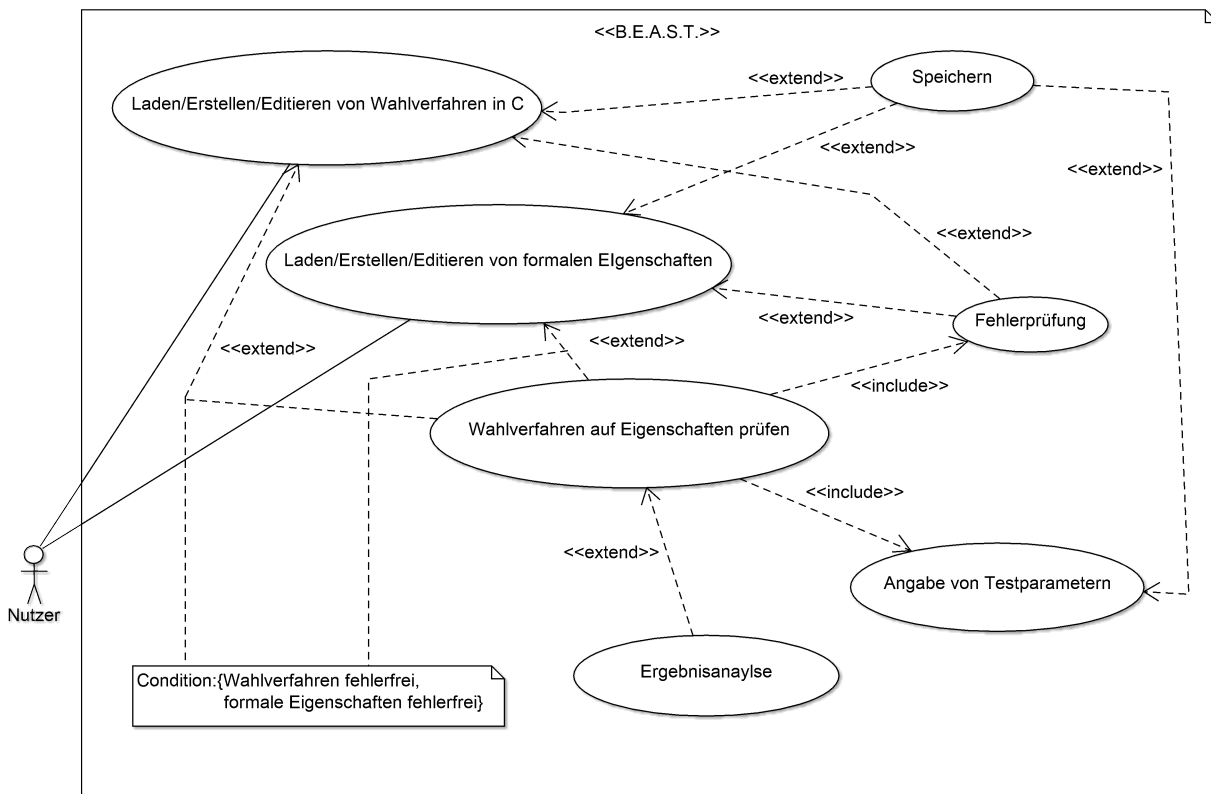 <<B.E.A.S.T.>>
Laden/Erstellen/Editieren von Wahlverfahren in C
<<extend>>
Speichern
<<extend>>
<<extend>>
<<extend>>
Laden/Erstellen/Editieren von formalen EIgenschaften
<<extend>>
Fehlerprüfung
<<extend>>
<<extend>>
<<include>>
Wahlverfahren auf Eigenschaften prüfen
<<include>>
<<extend>>
Angabe von Testparametern
Nutzer
Ergebnisanaylse
Condition:{Wahlverfahren fehlerfrei,
formale Eigenschaften fehlerfrei}